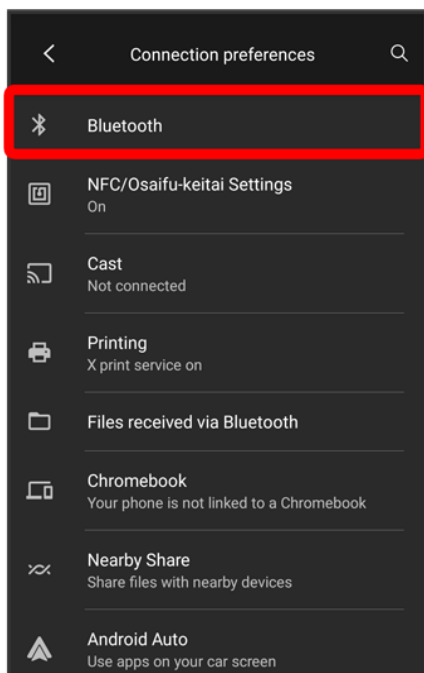 Connection preferences
Bluetooth
NFC/Osaifu-keitai Settings
On
Cast
Not connected
Printing
X print service on
Files received via Bluetooth
Chromebook
Your phone is not linked to a Chromebook
Nearby Share
Share files with nearby devices
Android Auto
Use apps on your car screen